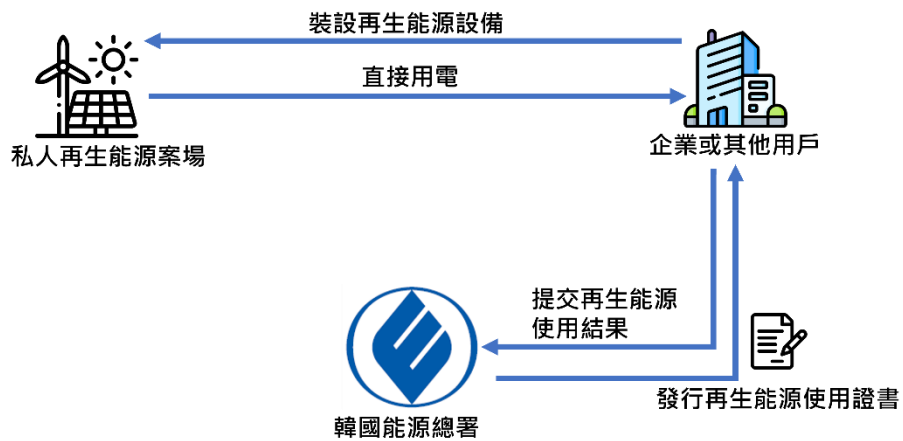 裝設再生能源設備
直接用電
私人再生能源案場
企業或其他用戶
提交再生能源
使用結果
發行再生能源使用證書
韓國能源總署